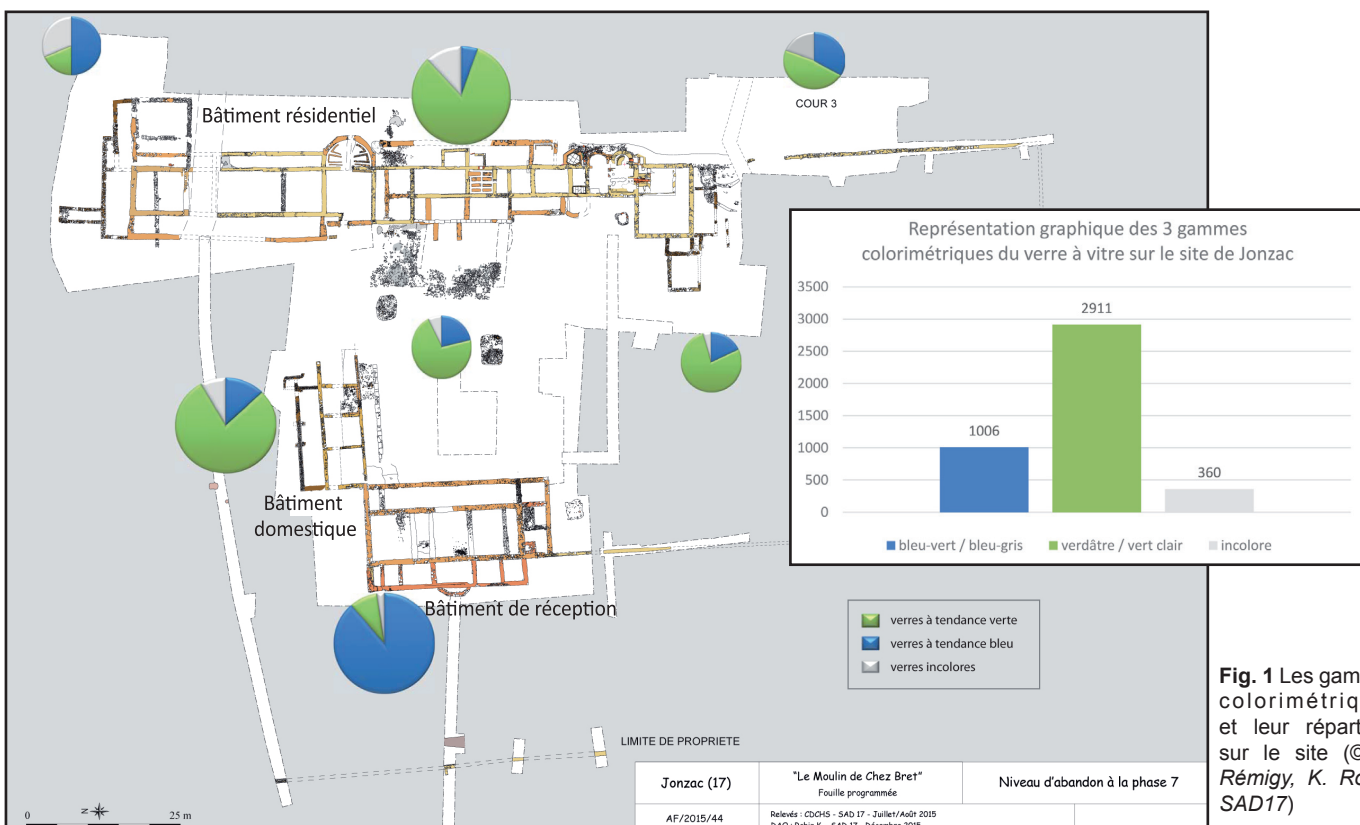 Bâtiment résidentiel
COUR 3
Représentation graphique des 3 gammes
colorimétriques du verre à vitre sur le site de Jonzac
3500
3000
2500
2000
1500
1000
500
0
1006
2911
360
bleu-vert / bleu-gris
verdâtre / vert clair
incolore
Bâtiment
domestique
Bâtiment de réception
verres à tendance verte
verres à tendance bleu
verres incolores
LIMITE DE PROPRIETE
Jonzac (17)
"Le Moulin de Chez Bret"
Fouille programmée
Niveau d'abandon à la phase 7
AF/2015/44
Relevés : CDCHS - SAD 17 - Juillet/Août 2015
0
N
25 m
Fig. 1 Les gam
colorimétriq
et leur répart
sur le site (©
Rémigy, K. Ro
SAD17)